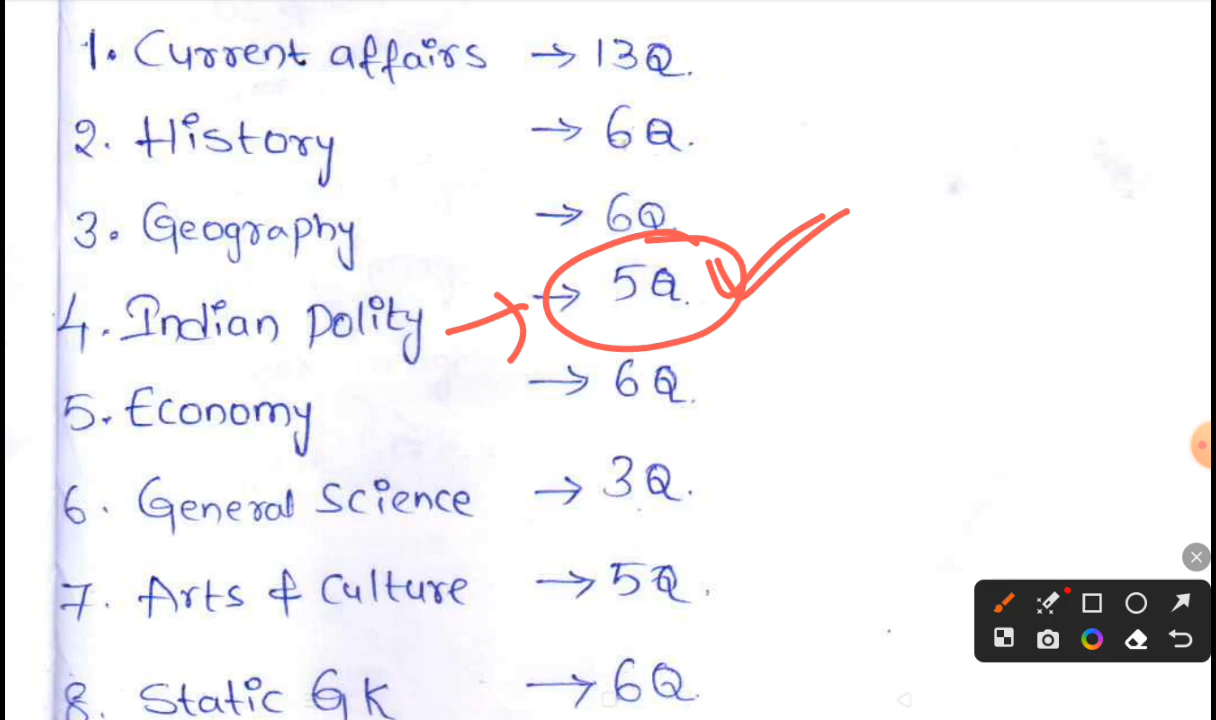 1. Current affairs → 13Q.
2. History → 6Q.
3. Geography → 6Q.
4. Indian Polity → 5Q.
5. Economy → 6Q.
6. General Science → 3Q.
7. Arts & Culture → 5Q.
8. Static GK → 6Q.